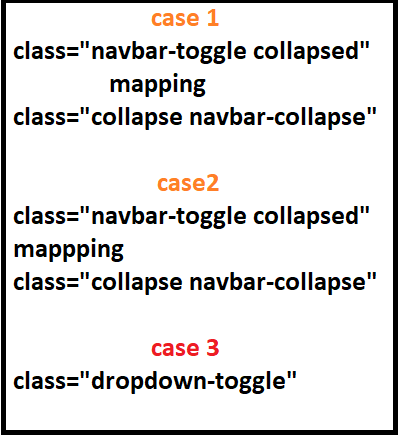 case 1
class="navbar-toggle collapsed"
mapping
class="collapse navbar-collapse"
case2
class="navbar-toggle collapsed"
mappping
class="collapse navbar-collapse"
case 3
class="dropdown-toggle"